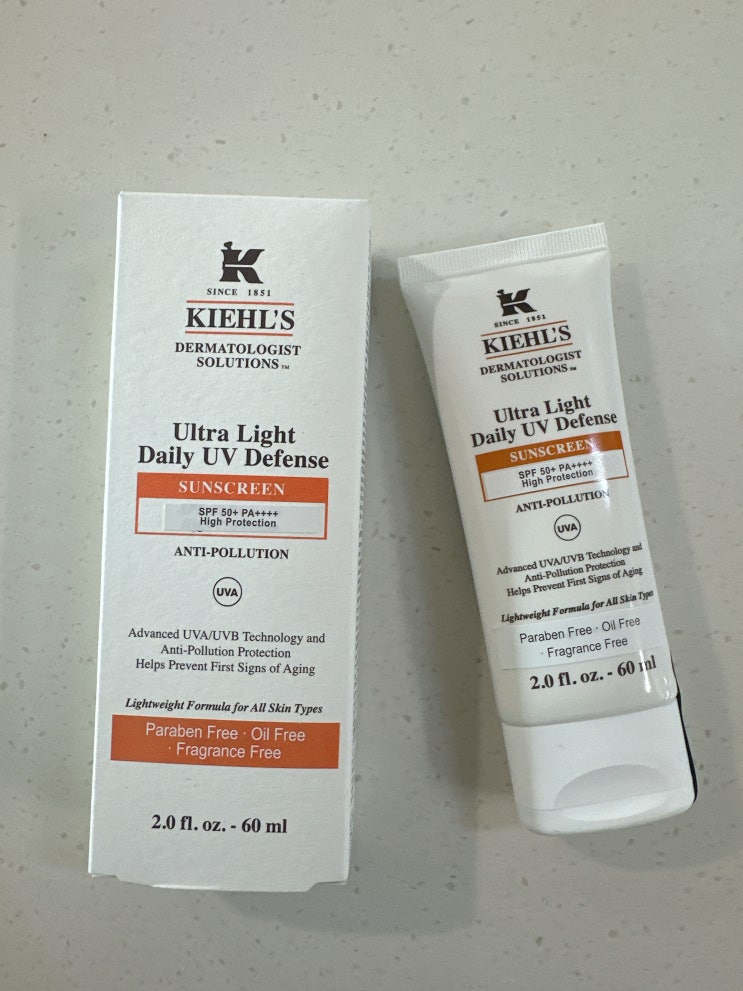 K
SINCE 1851
KIEHL'S
DERMATOLOGIST
SOLUTIONS™
Ultra Light
Daily UV Defense
SUNSCREEN
SPF 50+ PA++++
High Protection
ANTI-POLLUTION
UVA
Advanced UVA/UVB Technology and
Anti-Pollution Protection
Helps Prevent First Signs of Aging
Lightweight Formula for All Skin Types
Paraben Free · Oil Free
· Fragrance Free
2.0 fl. oz. - 60 ml
K
SINCE 1851
KIEHL'S
DERMATOLOGIST
SOLUTIONS™
Ultra Light
Daily UV Defense
SUNSCREEN
SPF 50+ PA++++
High Protection
ANTI-POLLUTION
UVA
Advanced UVA/UVB Technology and
Anti-Pollution Protection
Helps Prevent First Signs of Aging
Lightweight Formula for All Skin Types
Paraben Free · Oil Free
· Fragrance Free
2.0 fl. oz. - 60 ml